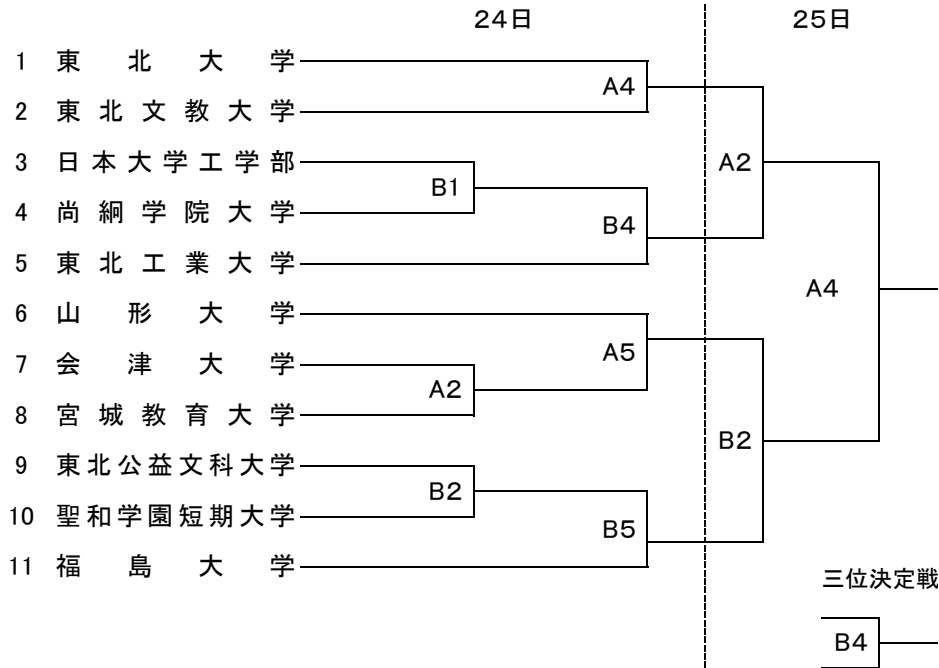 24日 25日
1 東北大学
A4
2 東北文教大学
3 日本大学工学部
A2
B1
4 尚絅学院大学
B4
5 東北工業大学
A4
6 山形大学
A5
7 会津大学
A2
8 宮城教育大学
B2
9 東北公益文科大学
B2
10 聖和学園短期大学
B5
11 福島大学
三位決定戦
B4